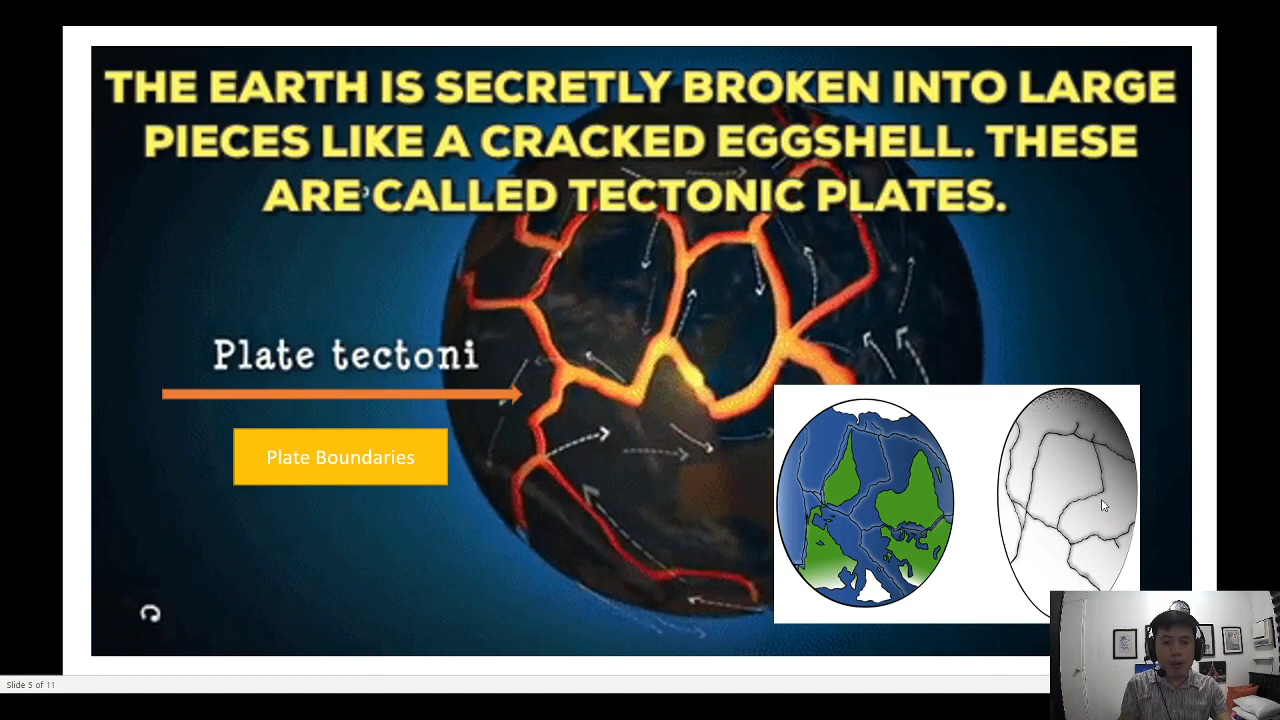 THE EARTH IS SECRETLY BROKEN INTO LARGE
PIECES LIKE A CRACKED EGGSHELL. THESE
ARE CALLED TECTONIC PLATES.
Plate tectoni
Plate Boundaries
Slide 5 of 11